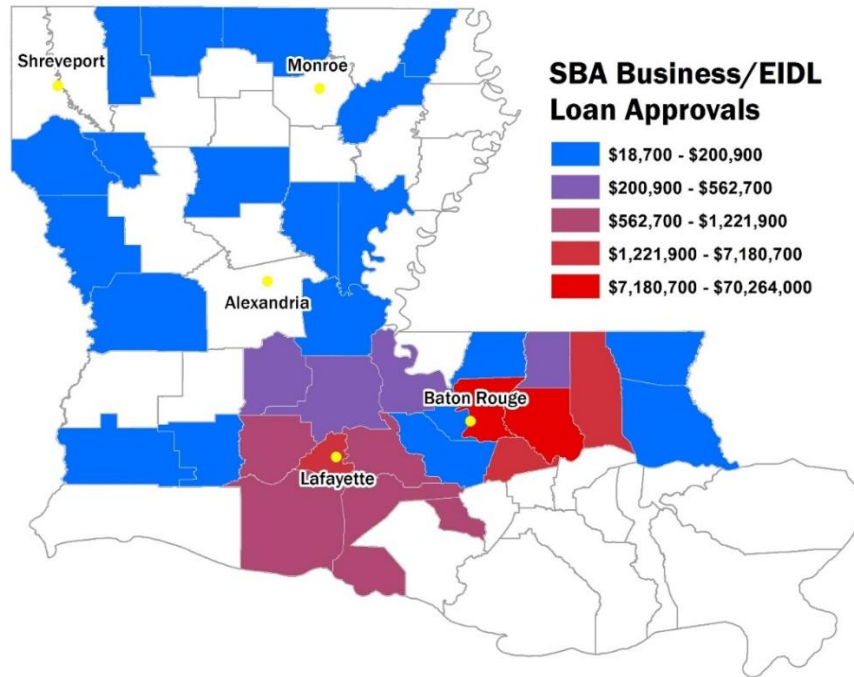 Shreveport
Monroe
SBA Business/EIDL
Loan Approvals
$18,700 - $200,900
$200,900 - $562,700
$562,700 - $1,221,900
$1,221,900 - $7,180,700
$7,180,700 - $70,264,000
Alexandria
Baton Rouge
Lafayette